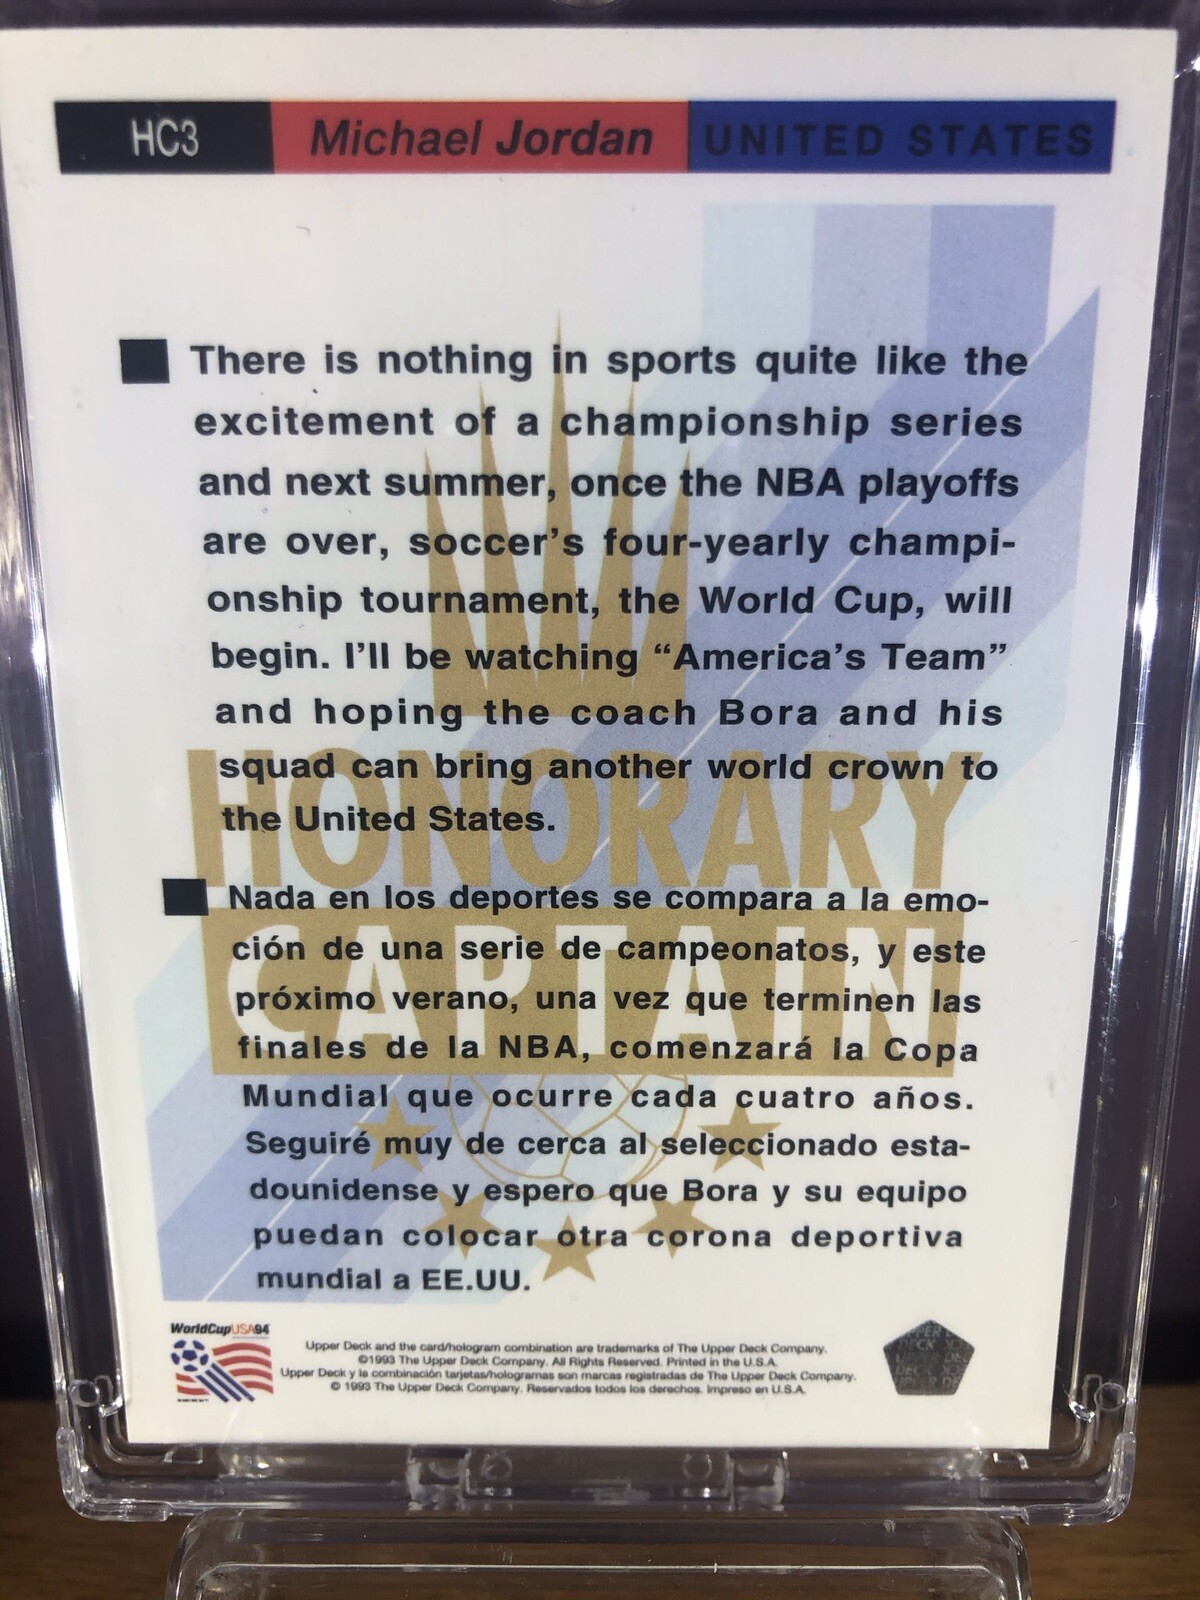 HC3 Michael Jordan UNITED STATES
There is nothing in sports quite like the
excitement of a championship series
and next summer, once the NBA playoffs
are over, soccer's four-yearly champi-
onship tournament, the World Cup, will
begin. I'll be watching “America's Team”
and hoping the coach Bora and his
squad can bring another world crown to
the United States.
HONORARY
CAPTAIN
Nada en los deportes se compara a la emo-
ción de una serie de campeonatos, y este
próximo verano, una vez que terminen las
finales de la NBA, comenzará la Copa
Mundial que ocurre cada cuatro años.
Seguiré muy de cerca al seleccionado esta-
dounidense y espero que Bora y su equipo
puedan colocar otra corona deportiva
mundial a EE.UU.
WorldCupUSA94
Upper Deck and the card/hologram combination are trademarks of The Upper Deck Company.
©1993 The Upper Deck Company. All Rights Reserved. Printed in the U.S.A.
Upper Deck y la combinación tarjetas/hologramas son marcas registradas de The Upper Deck Company.
© 1993 The Upper Deck Company. Reservados todos los derechos. Impreso en U.S.A.